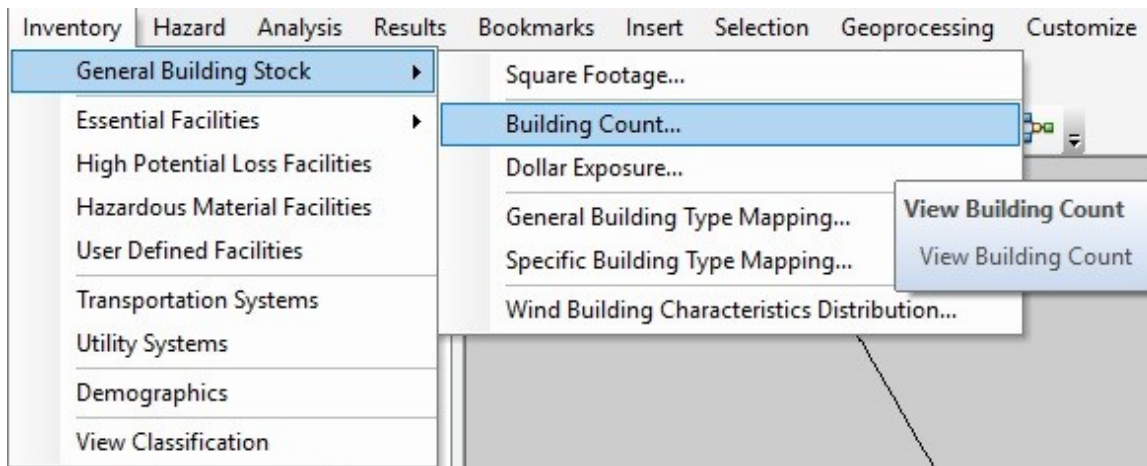 Inventory Hazard Analysis Results Bookmarks Insert Selection Geoprocessing Customize
General Building Stock
Essential Facilities
High Potential Loss Facilities
Hazardous Material Facilities
User Defined Facilities
Transportation Systems
Utility Systems
Demographics
View Classification
Square Footage...
Building Count...
Dollar Exposure...
General Building Type Mapping...
Specific Building Type Mapping...
Wind Building Characteristics Distribution...
View Building Count
View Building Count